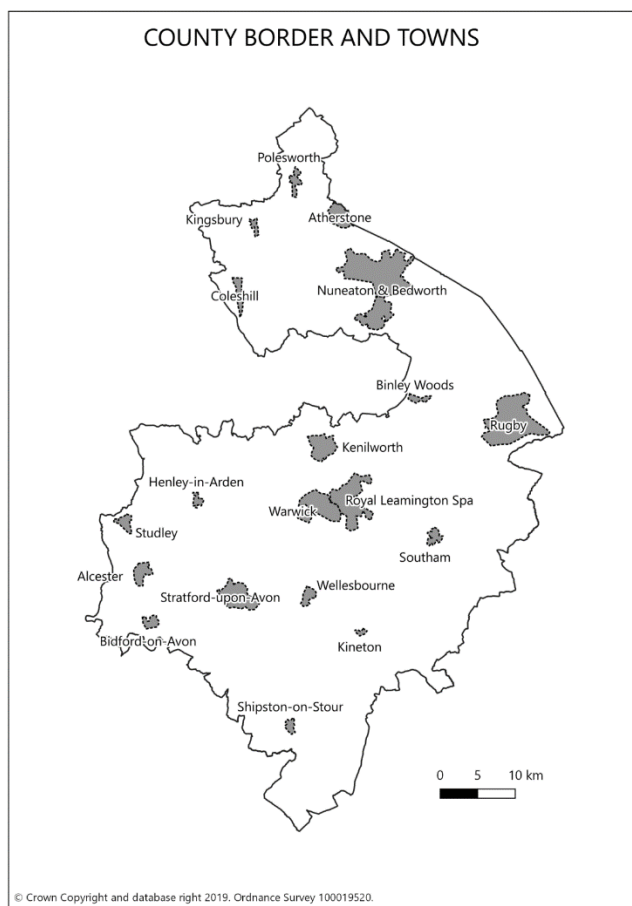 COUNTY BORDER AND TOWNS
Polesworth
Kingsbury
Atherstone
Coleshill
Nuneaton & Bedworth
Binley Woods
Rugby
Kenilworth
Henley-in-Arden
Warwick
Royal Leamington Spa
Studley
Southam
Alcester
Stratford-upon-Avon
Wellesbourne
Bidford-on-Avon
Kineton
Shipston-on-Stour
0 5 10 km
© Crown Copyright and database right 2019. Ordnance Survey 100019520.